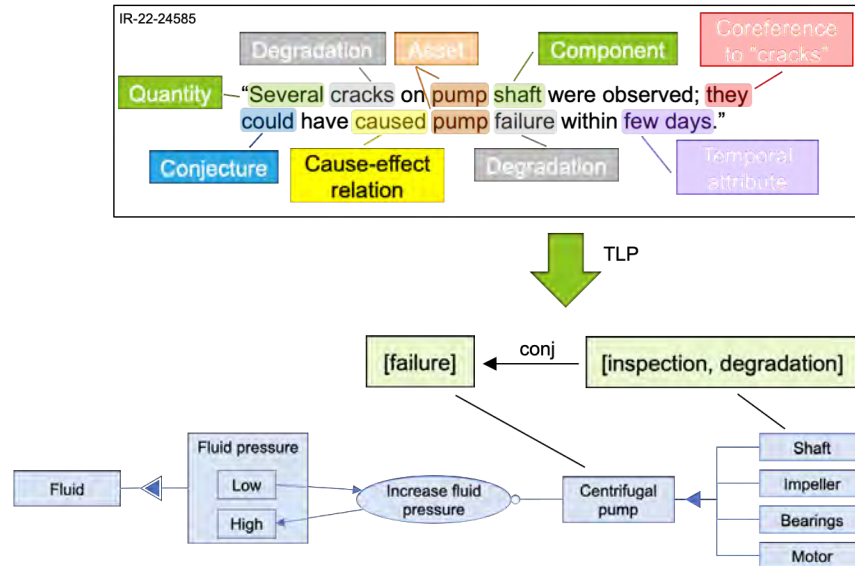 IR-22-24585
Degradation
Asset
Component
Coreference
to "cracks"
Quantity
“Several cracks on pump shaft were observed; they
could have caused pump failure within few days.”
Conjecture
Cause-effect
relation
Degradation
Temporal
attribute
TLP
[failure]
conj
[inspection, degradation]
Fluid
Fluid pressure
Low
High
Increase fluid
pressure
Centrifugal
pump
Shaft
Impeller
Bearings
Motor